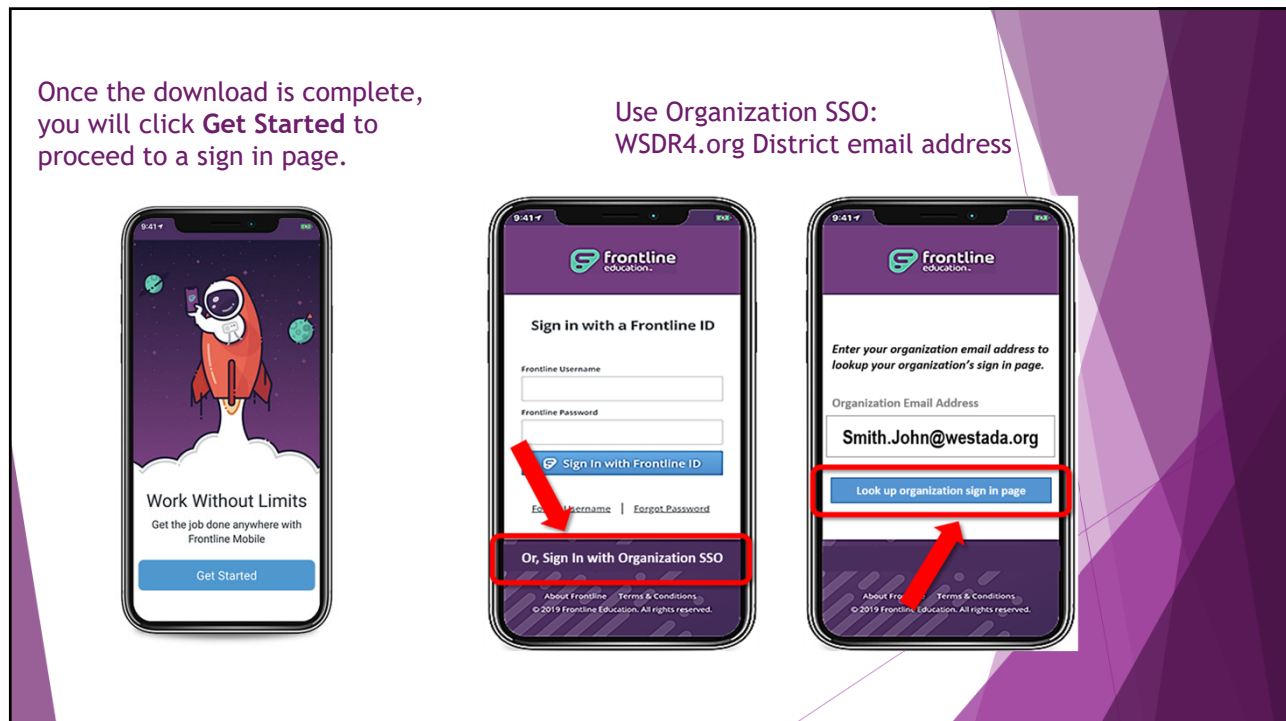 Once the download is complete,
you will click Get Started to
proceed to a sign in page.
Use Organization SSO:
WSDR4.org District email address
9:41
Work Without Limits
Get the job done anywhere with
Frontline Mobile
Get Started
9:41
frontline
education
Sign in with a Frontline ID
Frontline Username
Frontline Password
Sign In with Frontline ID
Username | Forgot Password
Or, Sign In with Organization SSO
About Frontline Terms & Conditions
© 2019 Frontline Education. All rights reserved.
9:41
frontline
education
Enter your organization email address to
lookup your organization's sign in page.
Organization Email Address
Smith.John@westada.org
Look up organization sign in page
About Terms & Conditions
© 2019 Frontline Education. All rights reserved.